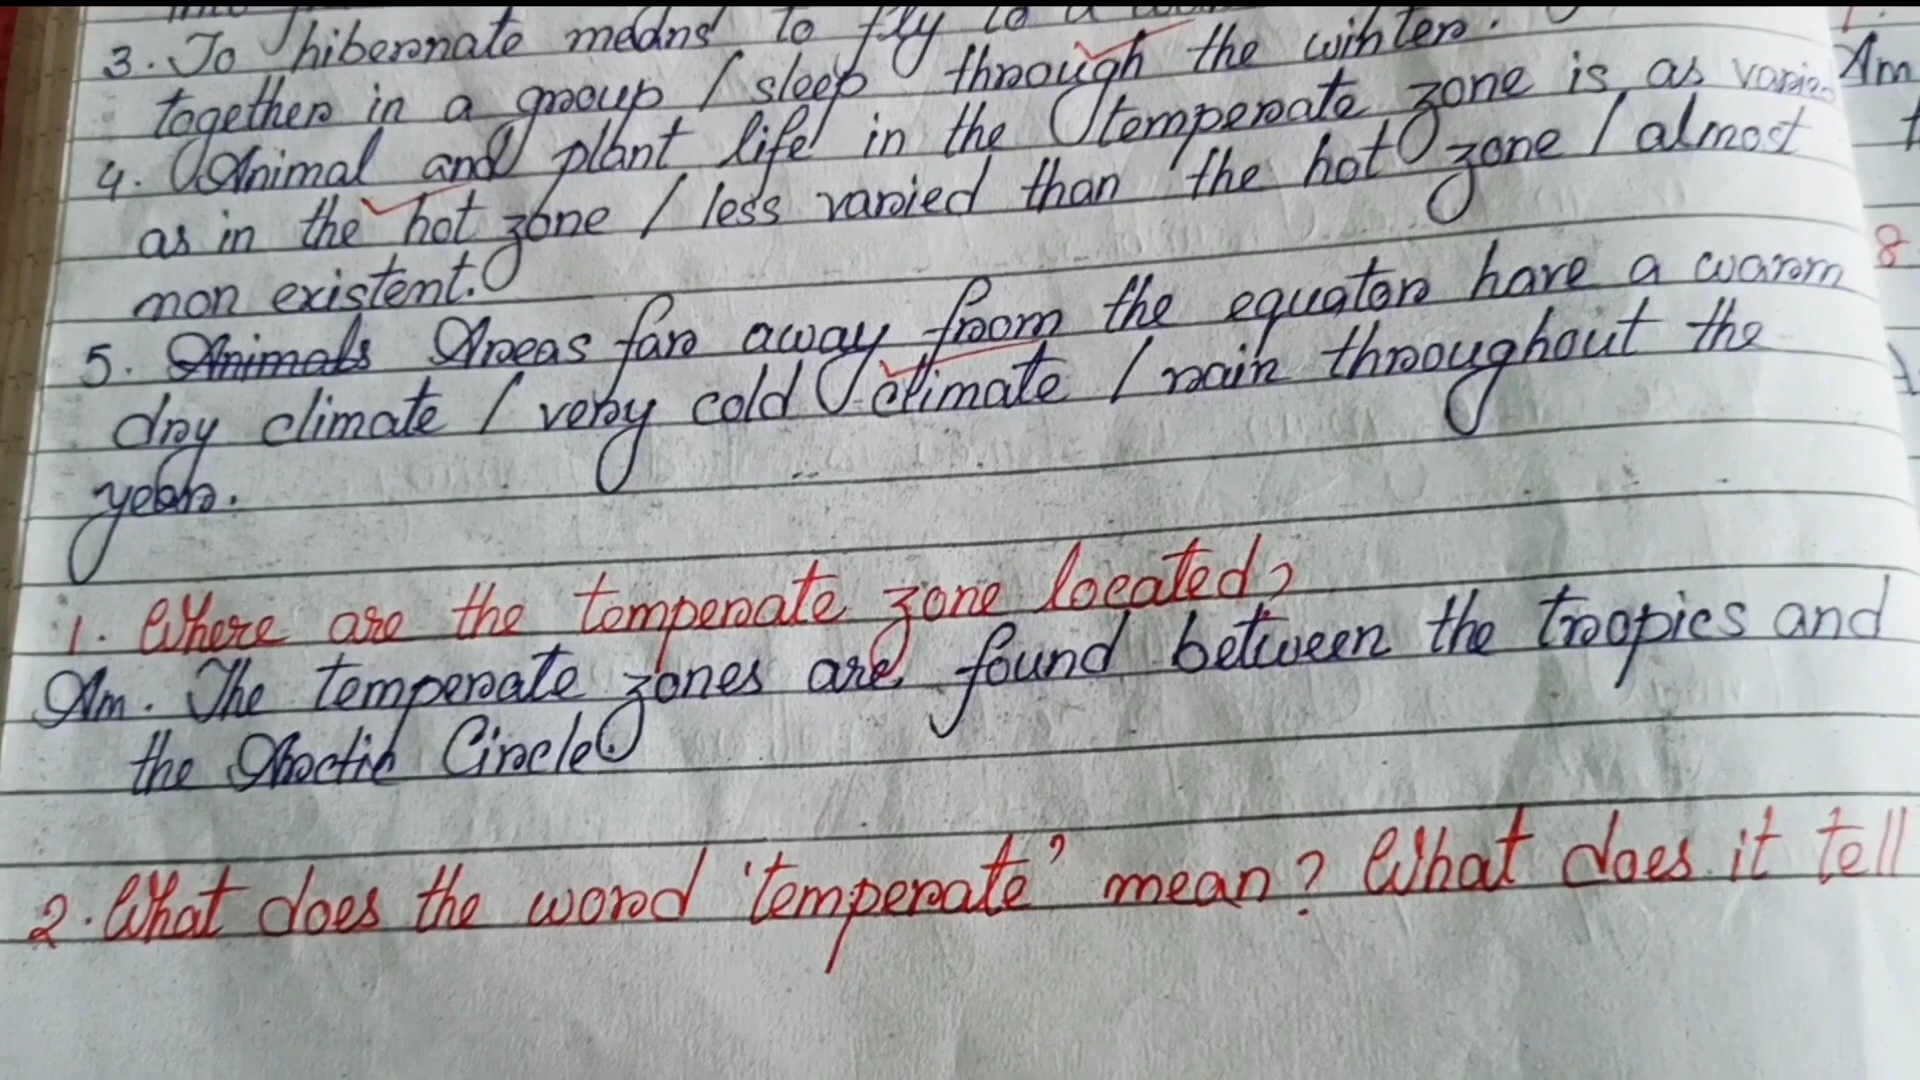 3. To hibernate means to fly to a
together in a group / sleep through the winter.
4. Animal and plant life in the temperate zone is as varied
as in the hot zone / less varied than the hot zone / almost
mon existent.
5. Animals Areas far away from the equator have a warm
dry climate / very cold climate / rain throughout the
year.
1. Where are the temperate zone located?
Am. The temperate zones are found between the tropics and
the Arctic Circle.
2. What does the word 'temperate' mean? What does it tell
Am
8